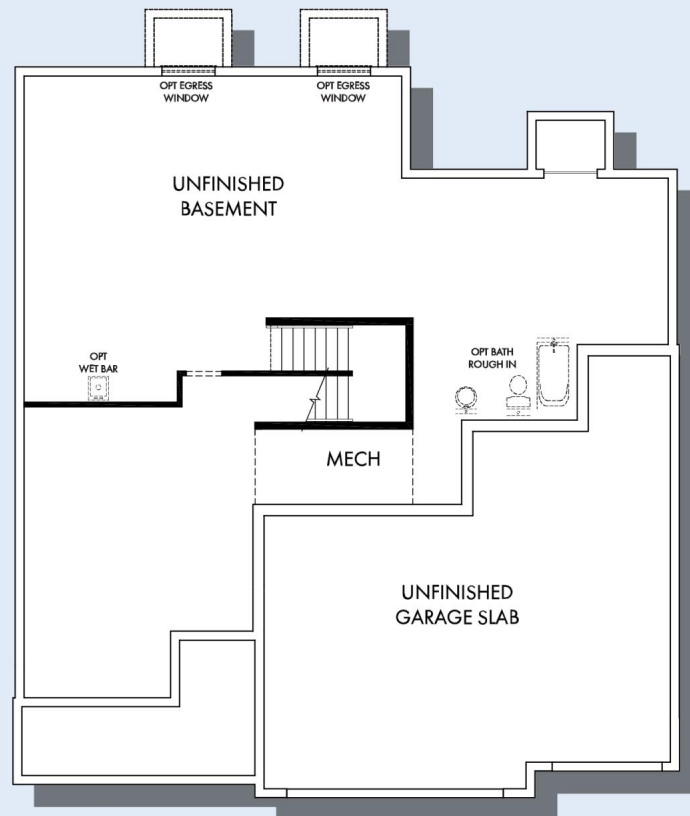 OPT EGRESS
WINDOW
OPT EGRESS
WINDOW
UNFINISHED
BASEMENT
OPT
WET BAR
OPT BATH
ROUGH IN
MECH
UNFINISHED
GARAGE SLAB